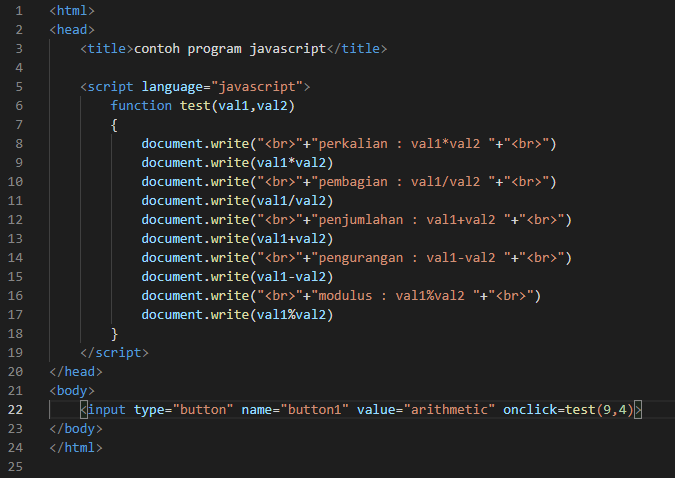 1 <html>
2 <head>
3     <title>contoh program javascript</title>
4
5     <script language="javascript">
6         function test(val1,val2)
7         {
8             document.write("<br>"+"perkalian : val1*val2 "+"<br>")
9             document.write(val1*val2)
10             document.write("<br>"+"pembagian : val1/val2 "+"<br>")
11             document.write(val1/val2)
12             document.write("<br>"+"penjumlahan : val1+val2 "+"<br>")
13             document.write(val1+val2)
14             document.write("<br>"+"pengurangan : val1-val2 "+"<br>")
15             document.write(val1-val2)
16             document.write("<br>"+"modulus : val1%val2 "+"<br>")
17             document.write(val1%val2)
18         }
19     </script>
20 </head>
21 <body>
22     <input type="button" name="button1" value="arithmetic" onclick=test(9,4)>
23 </body>
24 </html>
25